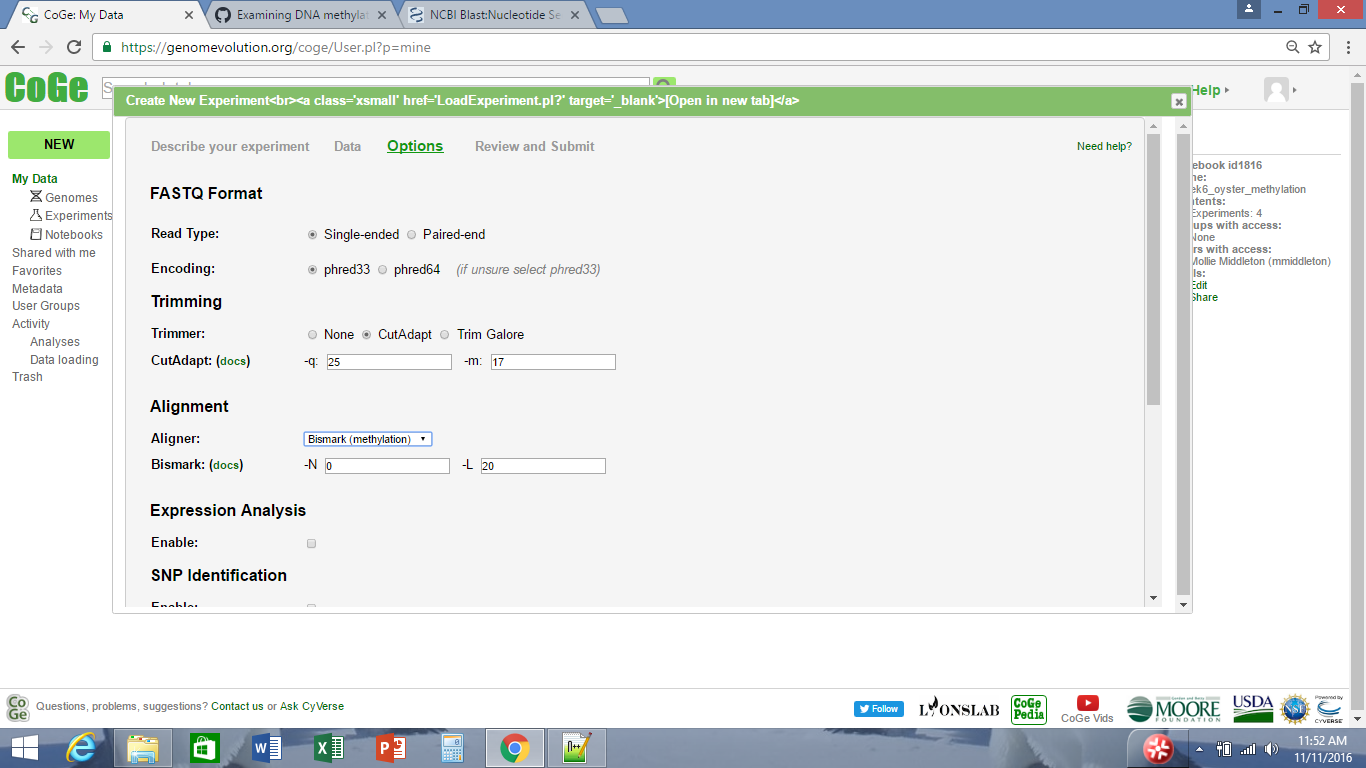 CoGe: My Data
Examining DNA methylat
NCBI Blast:Nucleotide Se
https://genomevolution.org/coge/User.pl?p=mine
CoGe
Help
Create New Experiment<br><a class='xsmall' href='LoadExperiment.pl?' target='_blank'>[Open in new tab]</a>
NEW
My Data
Genomes
Experiments
Notebooks
Shared with me
Favorites
Metadata
User Groups
Activity
Analyses
Data loading
Trash
Describe your experiment Data Options Review and Submit
Need help?
FASTQ Format
Read Type: Single-ended Paired-end
Encoding: phred33 phred64 (if unsure select phred33)
Trimming
Trimmer: None CutAdapt Trim Galore
CutAdapt: (docs) -q: 25 -m: 17
Alignment
Aligner: Bismark (methylation)
Bismark: (docs) -N 0 -L 20
Expression Analysis
Enable:
SNP Identification
Enable:
ebook id1816
ne:
ek6_oyster_methylation
ntents:
Experiments: 4
ups with access:
None
rs with access:
Mollie Middleton (mmiddleton)
ls:
Edit
Share
CoGe
Questions, problems, suggestions? Contact us or Ask CyVerse
Follow
LYONSLAB
CoGe Pedia
CoGe Vids
MOORE
FOUNDATION
USDA
NSF
Powered by
CYVERSE
11:52 AM
11/11/2016